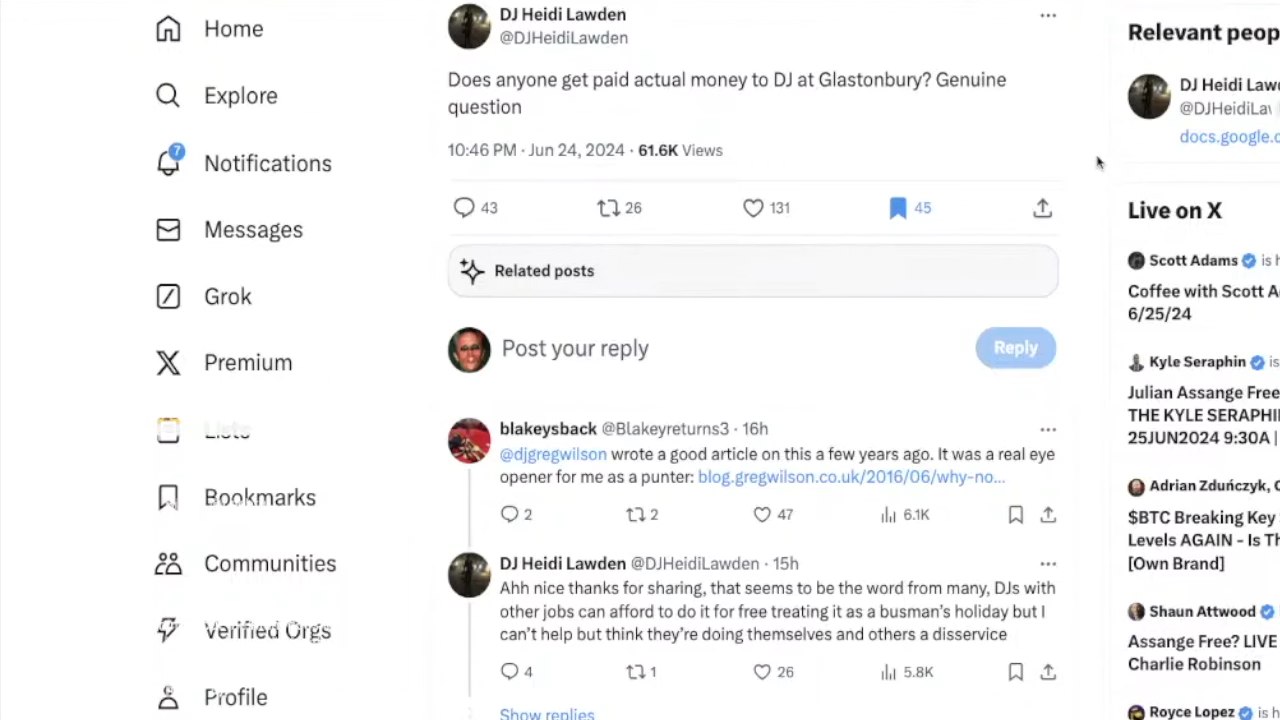 Home
Explore
7
Notifications
Messages
Grok
Premium
Lists
Bookmarks
Communities
Verified Orgs
Profile
DJ Heidi Lawden
@DJHeidiLawden
Does anyone get paid actual money to DJ at Glastonbury? Genuine
question
10:46 PM · Jun 24, 2024 · 61.6K Views
43 26 131 45
Related posts
Post your reply
Reply
blakeysback @Blakeyreturns3 · 16h
@djgregwilson wrote a good article on this a few years ago. It was a real eye
opener for me as a punter: blog.gregwilson.co.uk/2016/06/why-no...
2 2 47 6.1K
DJ Heidi Lawden @DJHeidiLawden · 15h
Ahh nice thanks for sharing, that seems to be the word from many, DJs with
other jobs can afford to do it for free treating it as a busman's holiday but I
can't help but think they're doing themselves and others a disservice
4 1 26 5.8K
Show replies
Relevant peop
DJ Heidi Lawd
@DJHeidiLa
docs.google.c
Live on X
Scott Adams is h
Coffee with Scott A
6/25/24
Kyle Seraphin is
Julian Assange Free
THE KYLE SERAPHI
25JUN2024 9:30A |
Adrian Zduńczyk, C
$BTC Breaking Key
Levels AGAIN - Is Th
[Own Brand]
Shaun Attwood
Assange Free? LIVE
Charlie Robinson
Royce Lopez is h